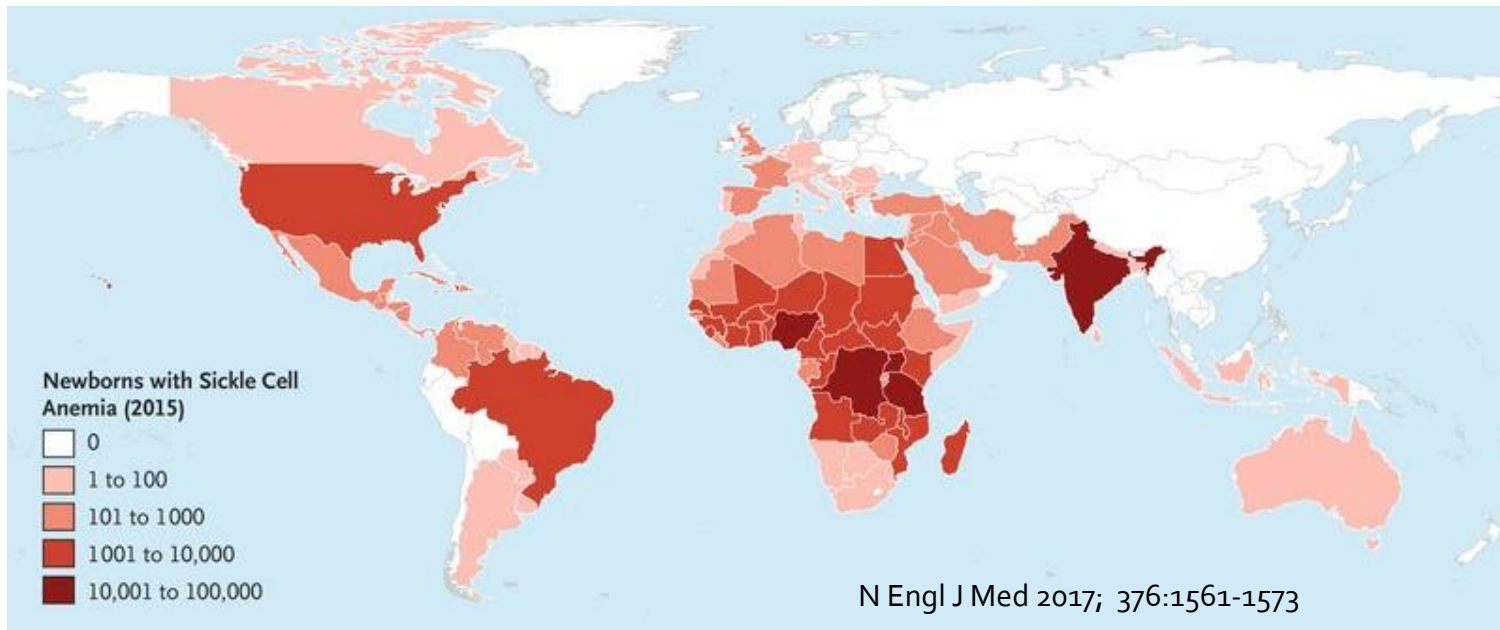 Newborns with Sickle Cell
Anemia (2015)
0
1 to 100
101 to 1000
1001 to 10,000
10,001 to 100,000
N Engl J Med 2017; 376:1561-1573